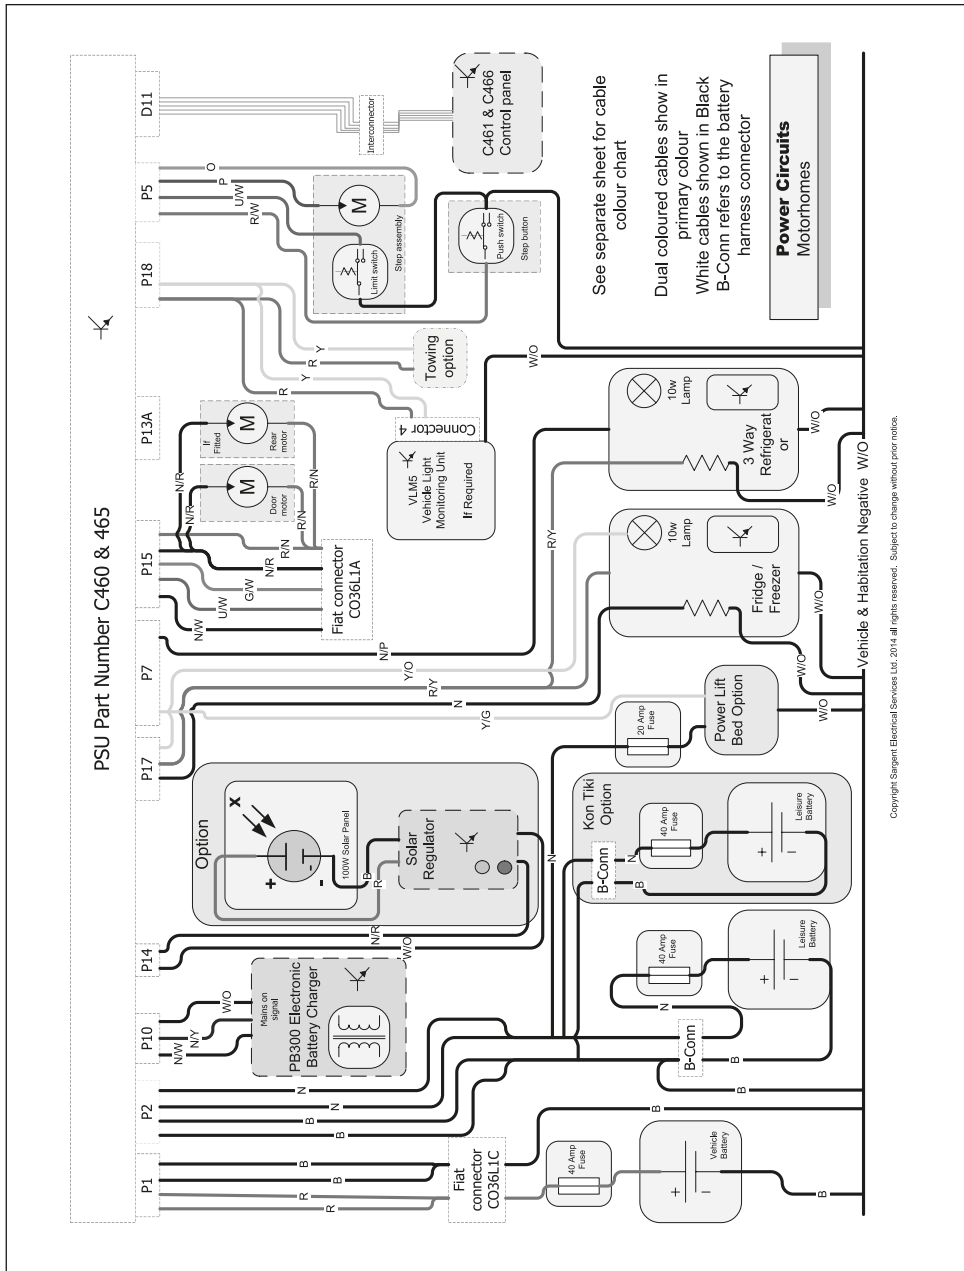 PSU Part Number C460 & 465
P1
P2
P10
P14
P17
P7
P15
P13A
P18
P5
D11
R
R
B
B
B
B
N
N
N/W
N/Y
W/O
N/R
W/O
Mains on
signal
PB300 Electronic
Battery Charger
Option
X
+
-
-
100W Solar Panel
B
R
Solar
Regulator
Y/G
N
R/Y
Y/O
N/P
N/W
U/W
G/W
N/R
R/N
N/R
R/N
N/R
R/N
Fiat connector
CO36L1A
Door
motor
M
If
Fitted
Rear
motor
M
R
Y
R
Y
Connector 4
VLM5
Vehicle Light
Monitoring Unit
If Required
Towing
option
R/W
U/W
P
O
M
Limit switch
Step assembly
Push switch
Step button
Interconnector
C461 & C466
Control panel
Fiat
connector
CO36L1C
40 Amp
Fuse
+
-
Vehicle
Battery
B
B
B
B-Conn
B
N
40 Amp
Fuse
+
-
Leisure
Battery
Kon Tiki
Option
B-Conn
B
N
40 Amp
Fuse
+
-
Leisure
Battery
N
20 Amp
Fuse
Power Lift
Bed Option
W/O
W/O
W/O
Fridge /
Freezer
10w
Lamp
R/Y
3 Way
Refrigerat
or
10w
Lamp
W/O
W/O
W/O
See separate sheet for cable
colour chart
Dual coloured cables show in
primary colour
White cables shown in Black
B-Conn refers to the battery
harness connector
Power Circuits
Motorhomes
Vehicle & Habitation Negative W/O
Copyright Sargent Electrical Services Ltd. 2014 all rights reserved. Subject to change without prior notice.